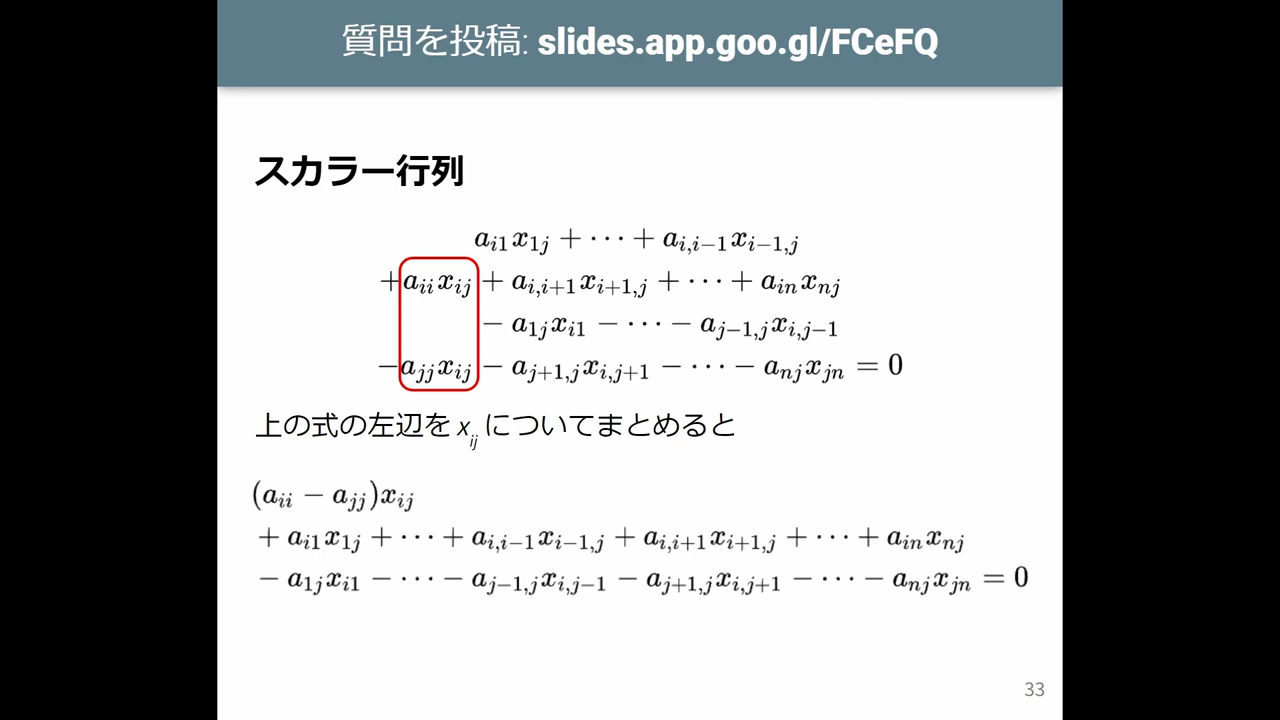 質問を投稿: slides.app.goo.gl/FCeFQ
スカラー行列
a_{i1}x_{1j} + ··· + a_{i,i−1}x_{i−1,j}
+a_{ii}x_{ij} + a_{i,i+1}x_{i+1,j} + ··· + a_{in}x_{nj}
− a_{1j}x_{i1} − ··· − a_{j−1,j}x_{i,j−1}
−a_{jj}x_{ij} − a_{j+1,j}x_{i,j+1} − ··· − a_{nj}x_{jn} = 0
上の式の左辺を x_{ij} についてまとめると
(a_{ii} − a_{jj})x_{ij}
+ a_{i1}x_{1j} + ··· + a_{i,i−1}x_{i−1,j} + a_{i,i+1}x_{i+1,j} + ··· + a_{in}x_{nj}
− a_{1j}x_{i1} − ··· − a_{j−1,j}x_{i,j−1} − a_{j+1,j}x_{i,j+1} − ··· − a_{nj}x_{jn} = 0
33